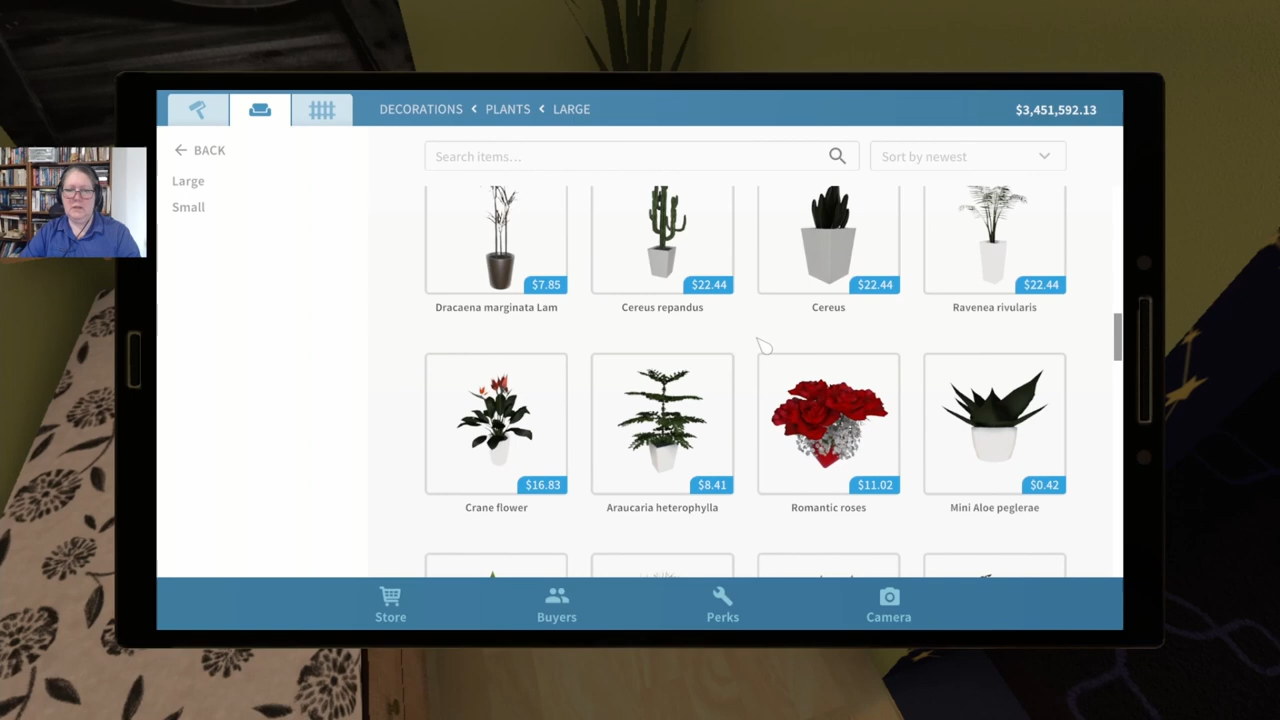 DECORATIONS < PLANTS < LARGE
$3,451,592.13
BACK
Large
Small
Search items...
Sort by newest
$7.85
$22.44
$22.44
$22.44
Dracaena marginata Lam
Cereus repandus
Cereus
Ravenea rivularis
$16.83
$8.41
$11.02
$0.42
Crane flower
Araucaria heterophylla
Romantic roses
Mini Aloe peglerae
Store
Buyers
Perks
Camera